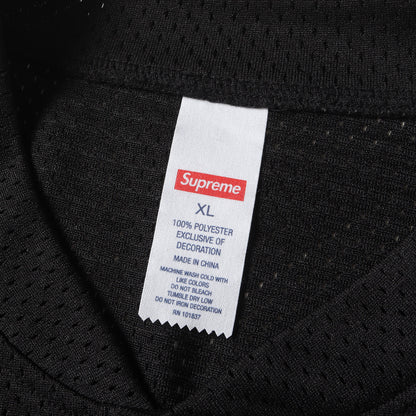 Supreme
XL
100% POLYESTER
EXCLUSIVE OF
DECORATION
MADE IN CHINA
MACHINE WASH COLD WITH
LIKE COLORS
DO NOT BLEACH
TUMBLE DRY LOW
DO NOT IRON DECORATION
RN 101837